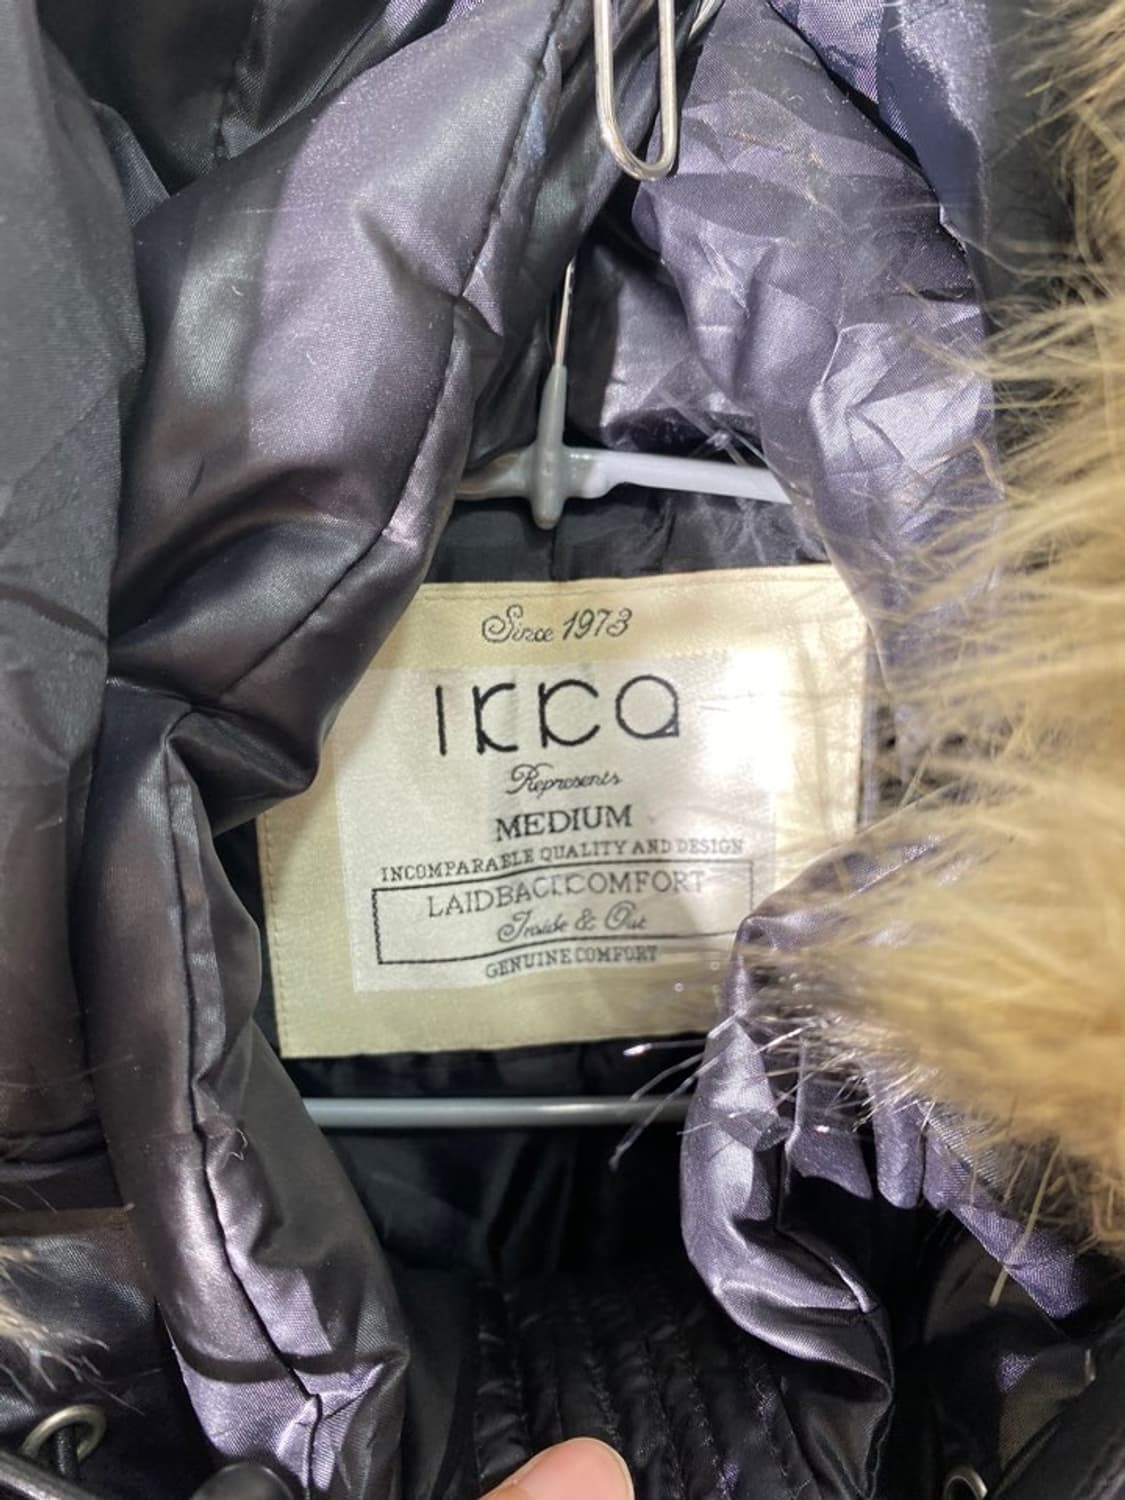 Since 1973
ikka
Represents
MEDIUM
INCOMPARABLE QUALITY AND DESIGN
LAIDBACKCOMFORT
Inside & Out
GENUINE COMFORT